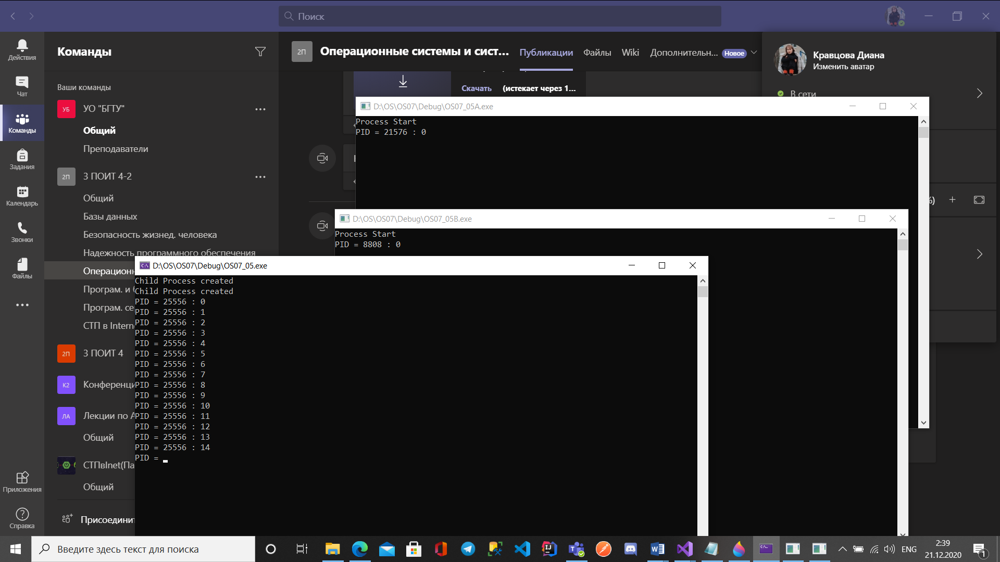 Поиск
Действия
Чат
Команды
Задания
Календарь
Звонки
Файлы
Приложения
Справка
Команды
Ваши команды
УБ
УО "БГТУ"
Общий
Преподаватели
2П
3 ПОИТ 4-2
Общий
Базы данных
Безопасность жизнед. человека
Надежность программного обеспечения
Програм. и
Програм.
СТП в
2П
3 ПОИТ 4
К2
ЛА
Лекции по
Общий
Общий
2П
Операционные системы и сист...
Публикации
Файлы
Wiki
Дополнительн...
Новое
Скачать
(истекает через 1...
Кравцова Диана
Изменить аватар
В сети
D:\OS\OS07\Debug\OS07_05A.exe
Process Start
PID = 21576 : 0
D:\OS\OS07\Debug\OS07_05B.exe
Process Start
PID = 8808 : 0
D:\OS\OS07\Debug\OS07_05.exe
Child Process created
Child Process created
PID = 25556 : 0
PID = 25556 : 1
PID = 25556 : 2
PID = 25556 : 3
PID = 25556 : 4
PID = 25556 : 5
PID = 25556 : 6
PID = 25556 : 7
PID = 25556 : 8
PID = 25556 : 9
PID = 25556 : 10
PID = 25556 : 11
PID = 25556 : 12
PID = 25556 : 13
PID = 25556 : 14
PID =
Введите здесь текст для поиска
ENG
2:39
21.12.2020
1